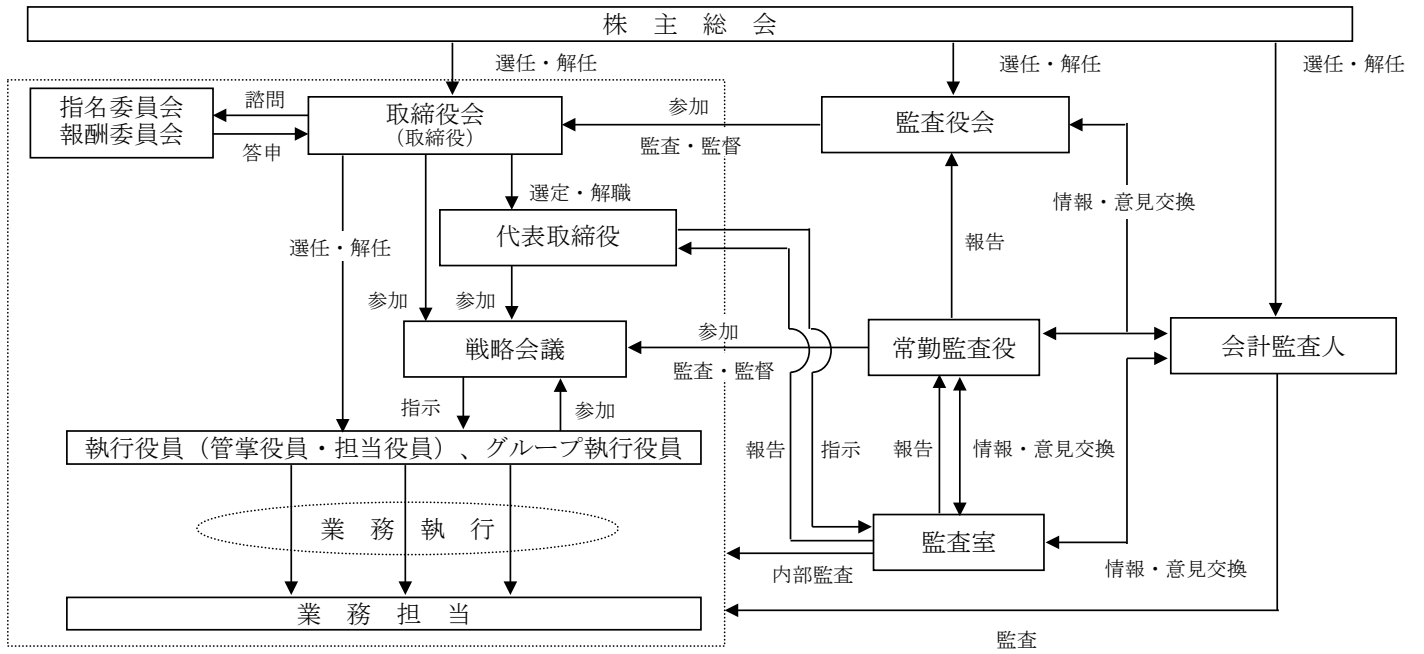 株 主 総 会
選任・解任
選任・解任
選任・解任
指名委員会
報酬委員会
諮問
答申
取締役会
(取締役)
参加
監査・監督
監査役会
選定・解職
情報・意見交換
代表取締役
選任・解任
報告
参加
参加
戦略会議
参加
監査・監督
常勤監査役
会計監査人
指示
参加
執行役員（管掌役員・担当役員）、グループ執行役員
報告
指示
報告
情報・意見交換
業 務 執 行
監査室
内部監査
情報・意見交換
業 務 担 当
監査